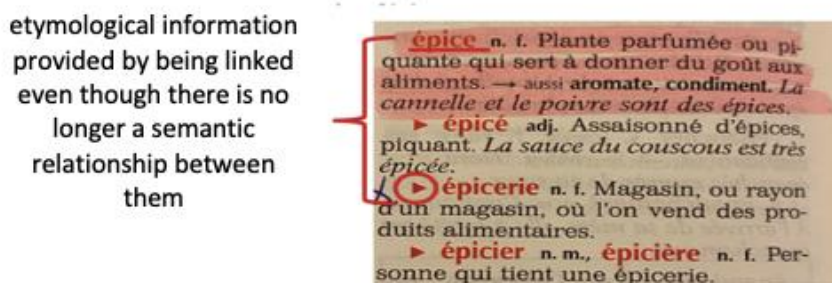 etymological information
provided by being linked
even though there is no
longer a semantic
relationship between
them
épice n. f. Plante parfumée ou pi-
quante qui sert à donner du goût aux
aliments. → aussi aromate, condiment. La
cannelle et le poivre sont des épices.
► épicé adj. Assaisonné d'épices,
piquant. La sauce du couscous est très
épicée.
► épicerie n. f. Magasin, ou rayon
d'un magasin, où l'on vend des pro-
duits alimentaires.
► épicier n. m., épicière n. f. Per-
sonne qui tient une épicerie.